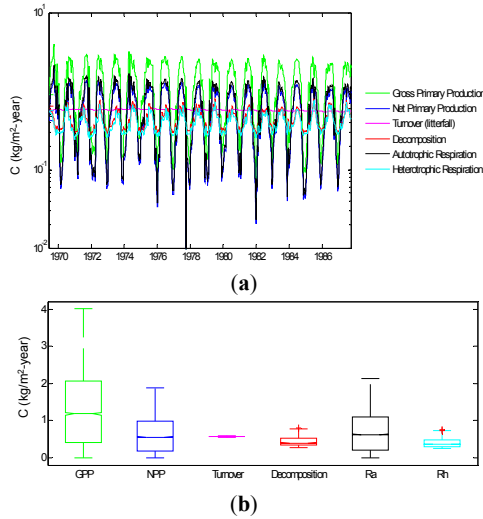 10^1
Gross Primary Production
Net Primary Production
Turnover (litterfall)
Decomposition
Autotrophic Respiration
Heterotrophic Respiration
C (kg/m²-year)
10^-1
10^-2
1970 1972 1974 1976 1978 1980 1982 1984 1986
(a)
C (kg/m²-year)
4
3
2
1
0
GPP NPP Turnover Decomposition Ra Rh
(b)